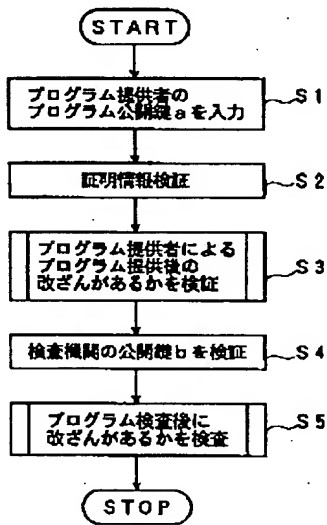 START
プログラム提供者の
プログラム公開鍵aを入力
S1
証明情報検証
S2
プログラム提供者による
プログラム提供後の
改ざんがあるかを検証
S3
検査機関の公開鍵bを検証
S4
プログラム検査後に
改ざんがあるかを検査
S5
STOP